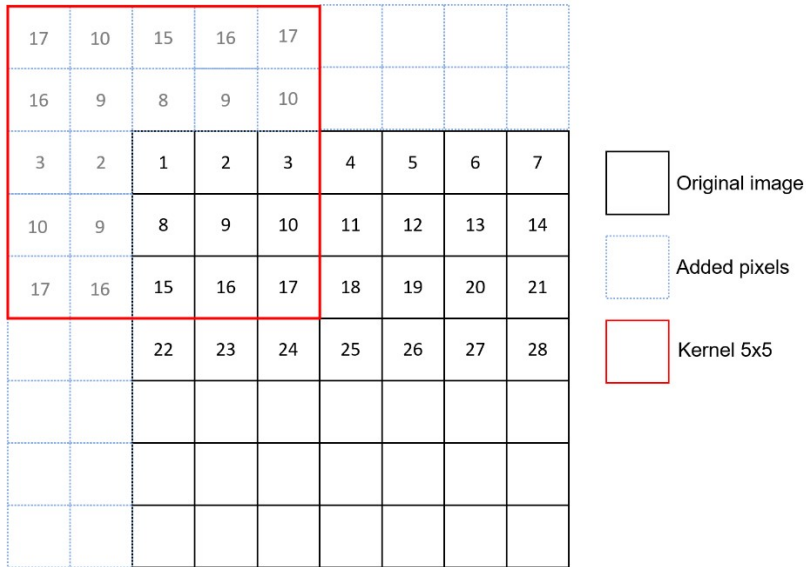 17 10 15 16 17
16 9 8 9 10
3 2 1 2 3 4 5 6 7
10 9 8 9 10 11 12 13 14
17 16 15 16 17 18 19 20 21
22 23 24 25 26 27 28
Original image
Added pixels
Kernel 5x5